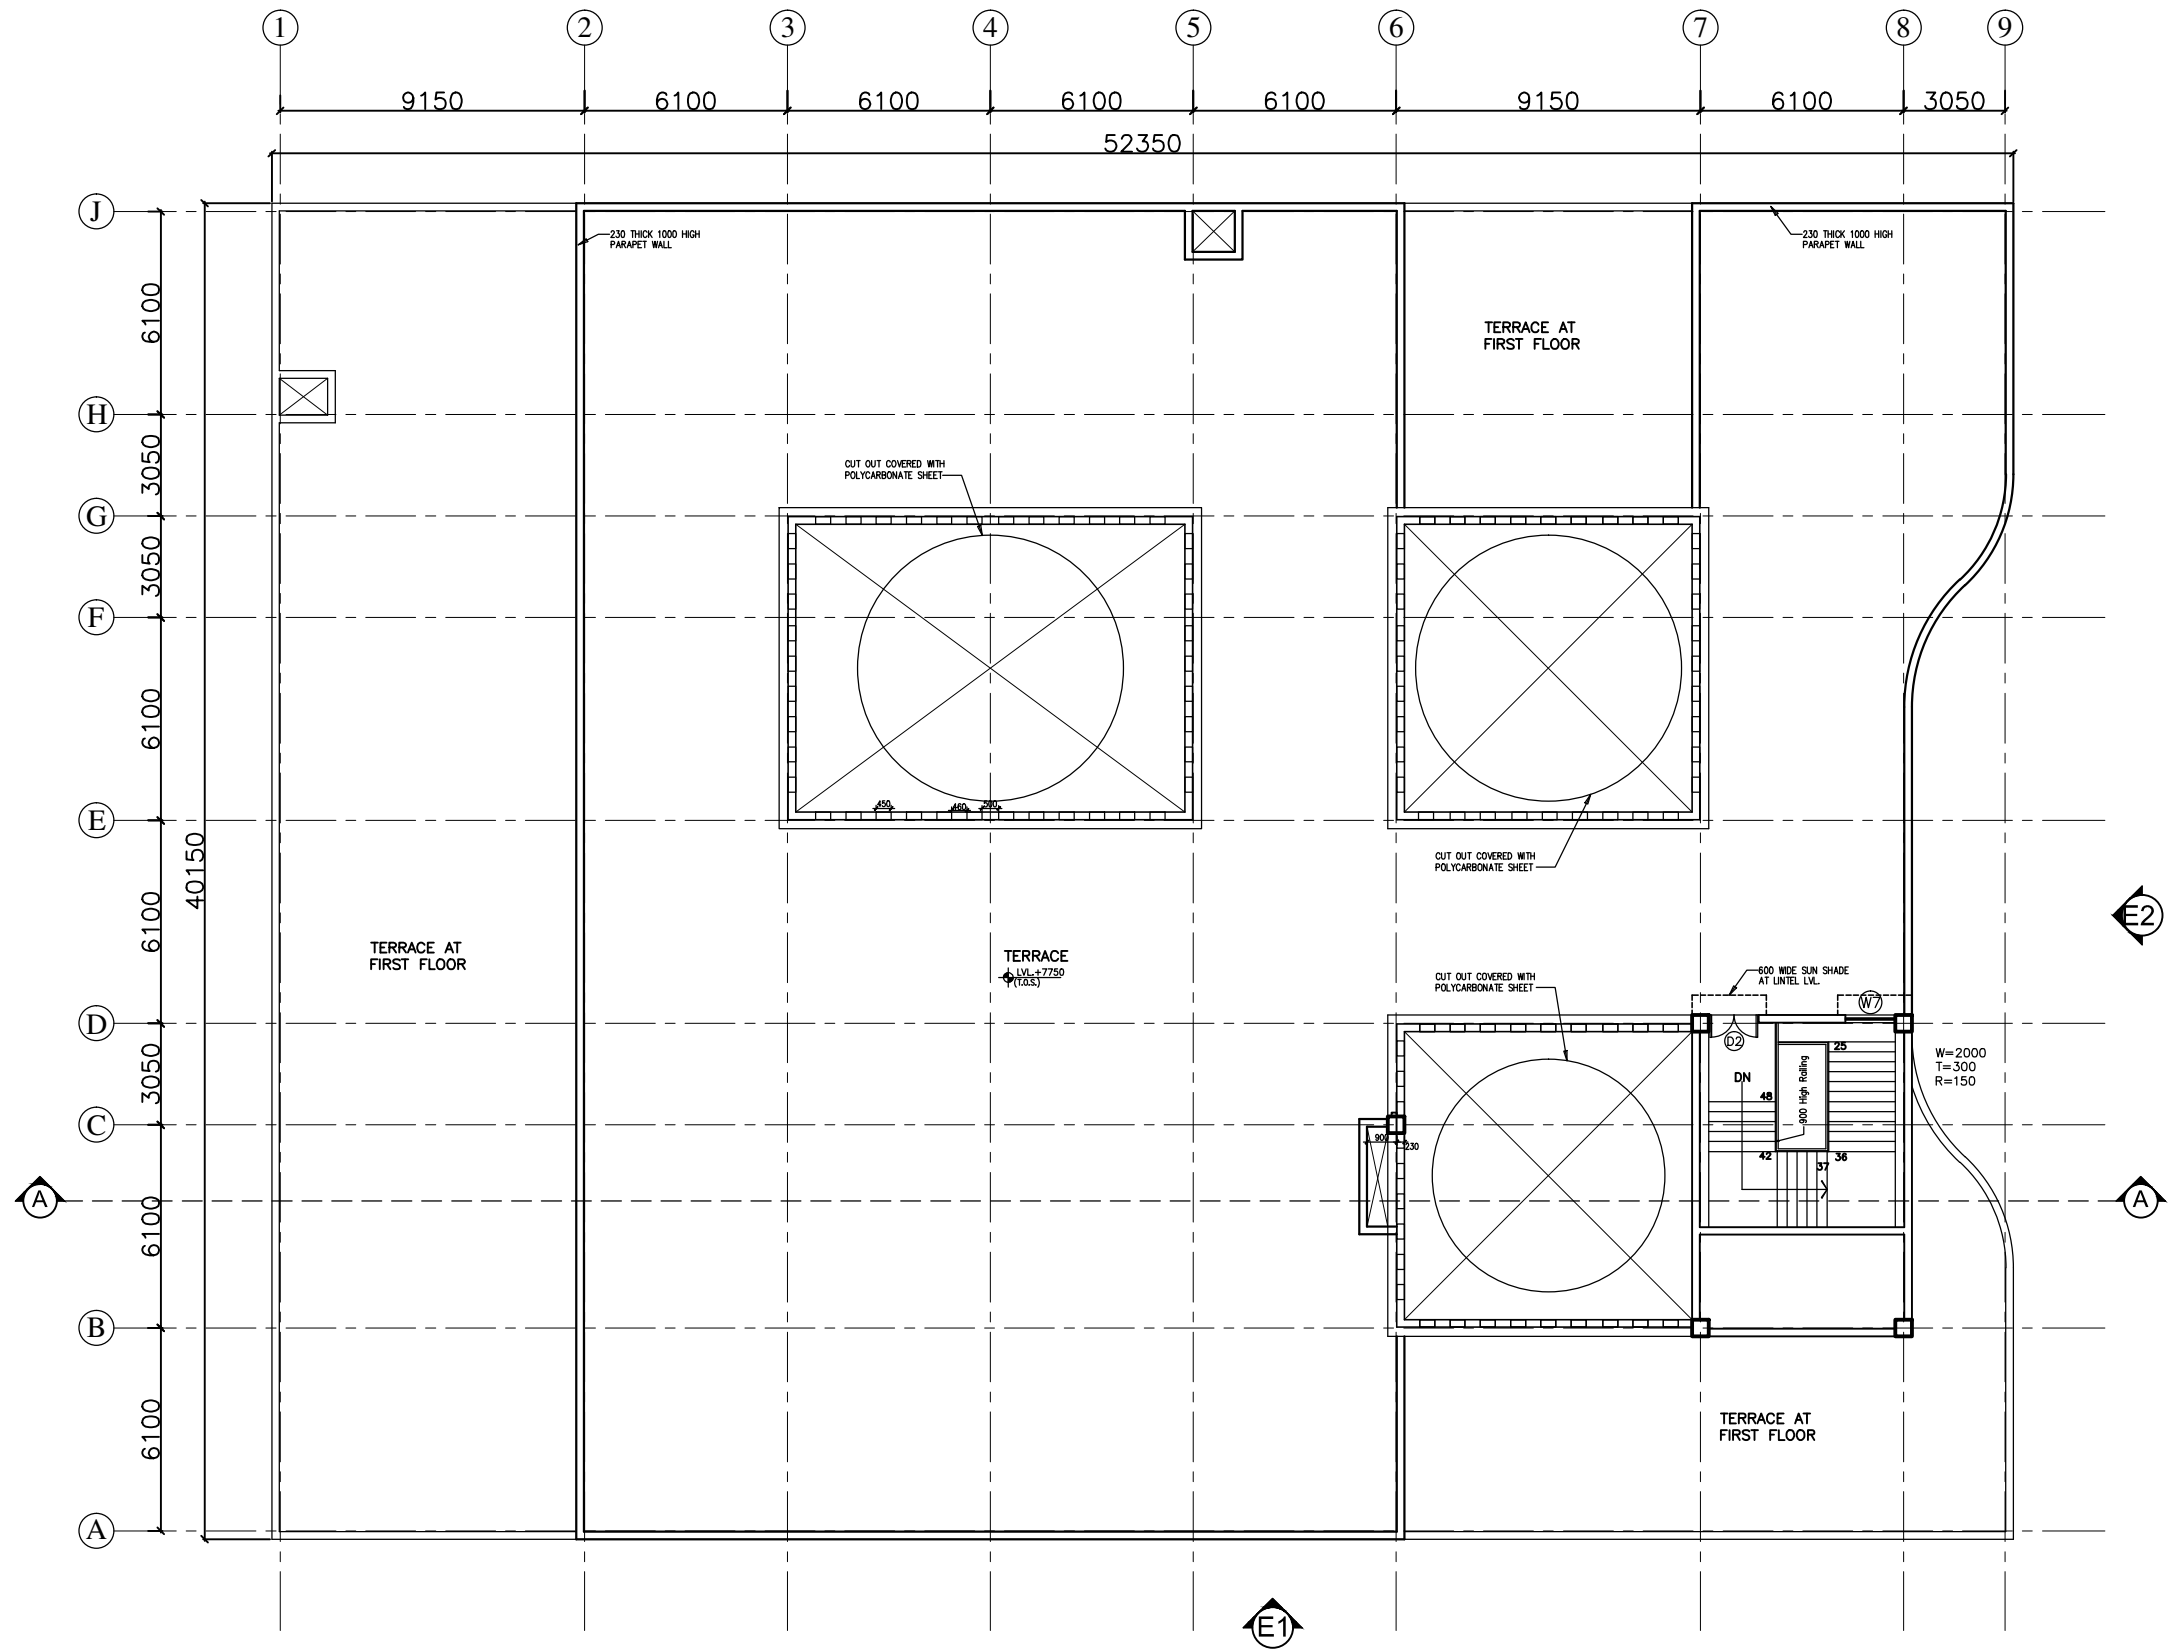 1 2 3 4 5 6 7 8 9
9150 6100 6100 6100 6100 9150 6100 3050
52350
J
230 THICK 1000 HIGH
PARAPET WALL
230 THICK 1000 HIGH
PARAPET WALL
6100
TERRACE AT
FIRST FLOOR
H
3050
CUT OUT COVERED WITH
POLYCARBONATE SHEET
G
3050
F
6100
450 460 500
E
40150
CUT OUT COVERED WITH
POLYCARBONATE SHEET
6100
E2
TERRACE AT
FIRST FLOOR
TERRACE
LVL.+7750
(T.O.S.)
CUT OUT COVERED WITH
POLYCARBONATE SHEET
600 WIDE SUN SHADE
AT LINTEL LVL.
W7
D
D2
25
3050
W=2000
T=300
R=150
DN
900 High Railing
48
C
900
230
42
37
36
A
A
6100
B
6100
TERRACE AT
FIRST FLOOR
A
E1